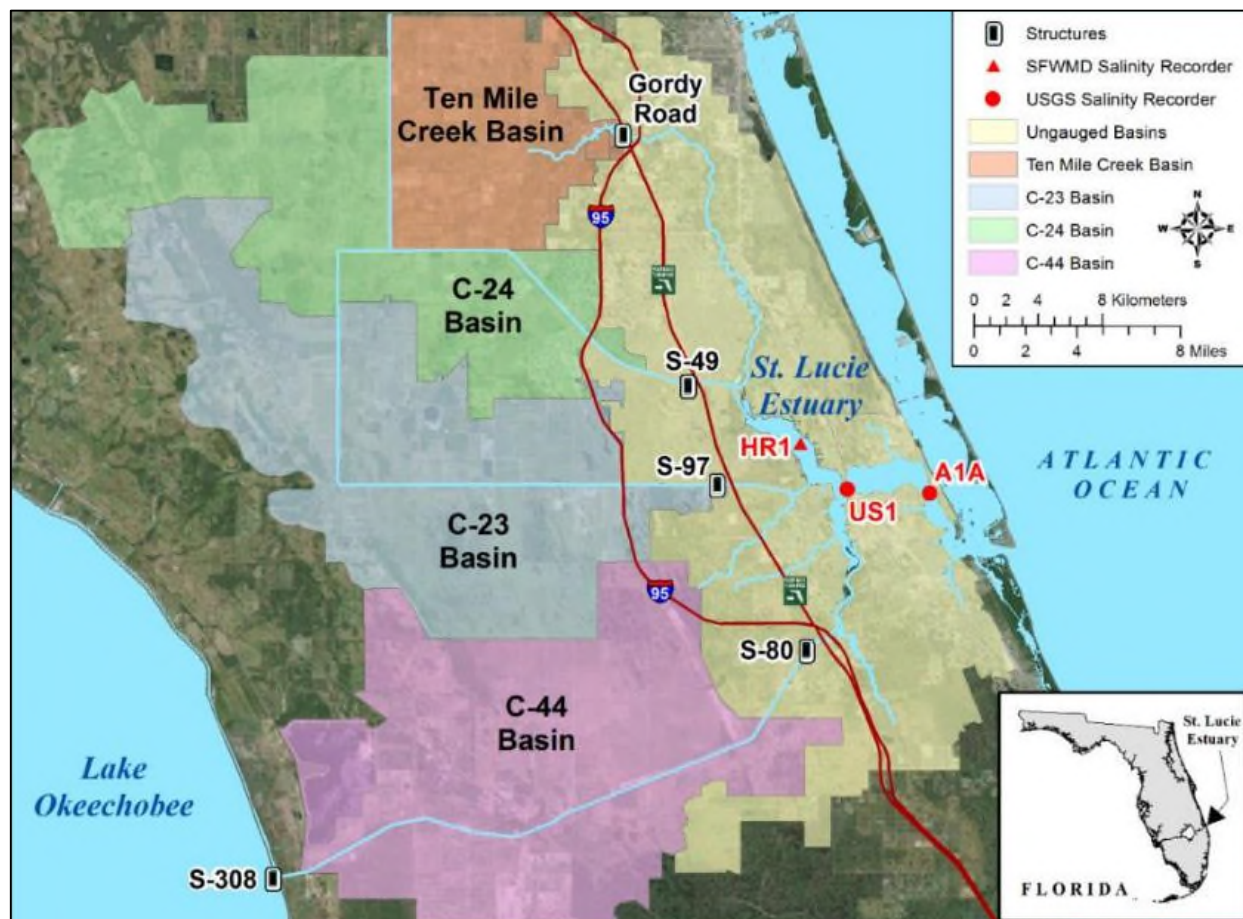 Structures
SFWMD Salinity Recorder
USGS Salinity Recorder
Ungauged Basins
Ten Mile Creek Basin
C-23 Basin
C-24 Basin
C-44 Basin
N
W
E
S
0 2 4 8 Kilometers
0 2 4 8 Miles
Ten Mile
Creek Basin
Gordy
Road
95
C-24
Basin
S-49
St. Lucie
Estuary
HR1
S-97
A1A
US1
ATLANTIC
OCEAN
C-23
Basin
95
S-80
C-44
Basin
Lake
Okeechobee
S-308
St. Lucie
Estuary
FLORIDA